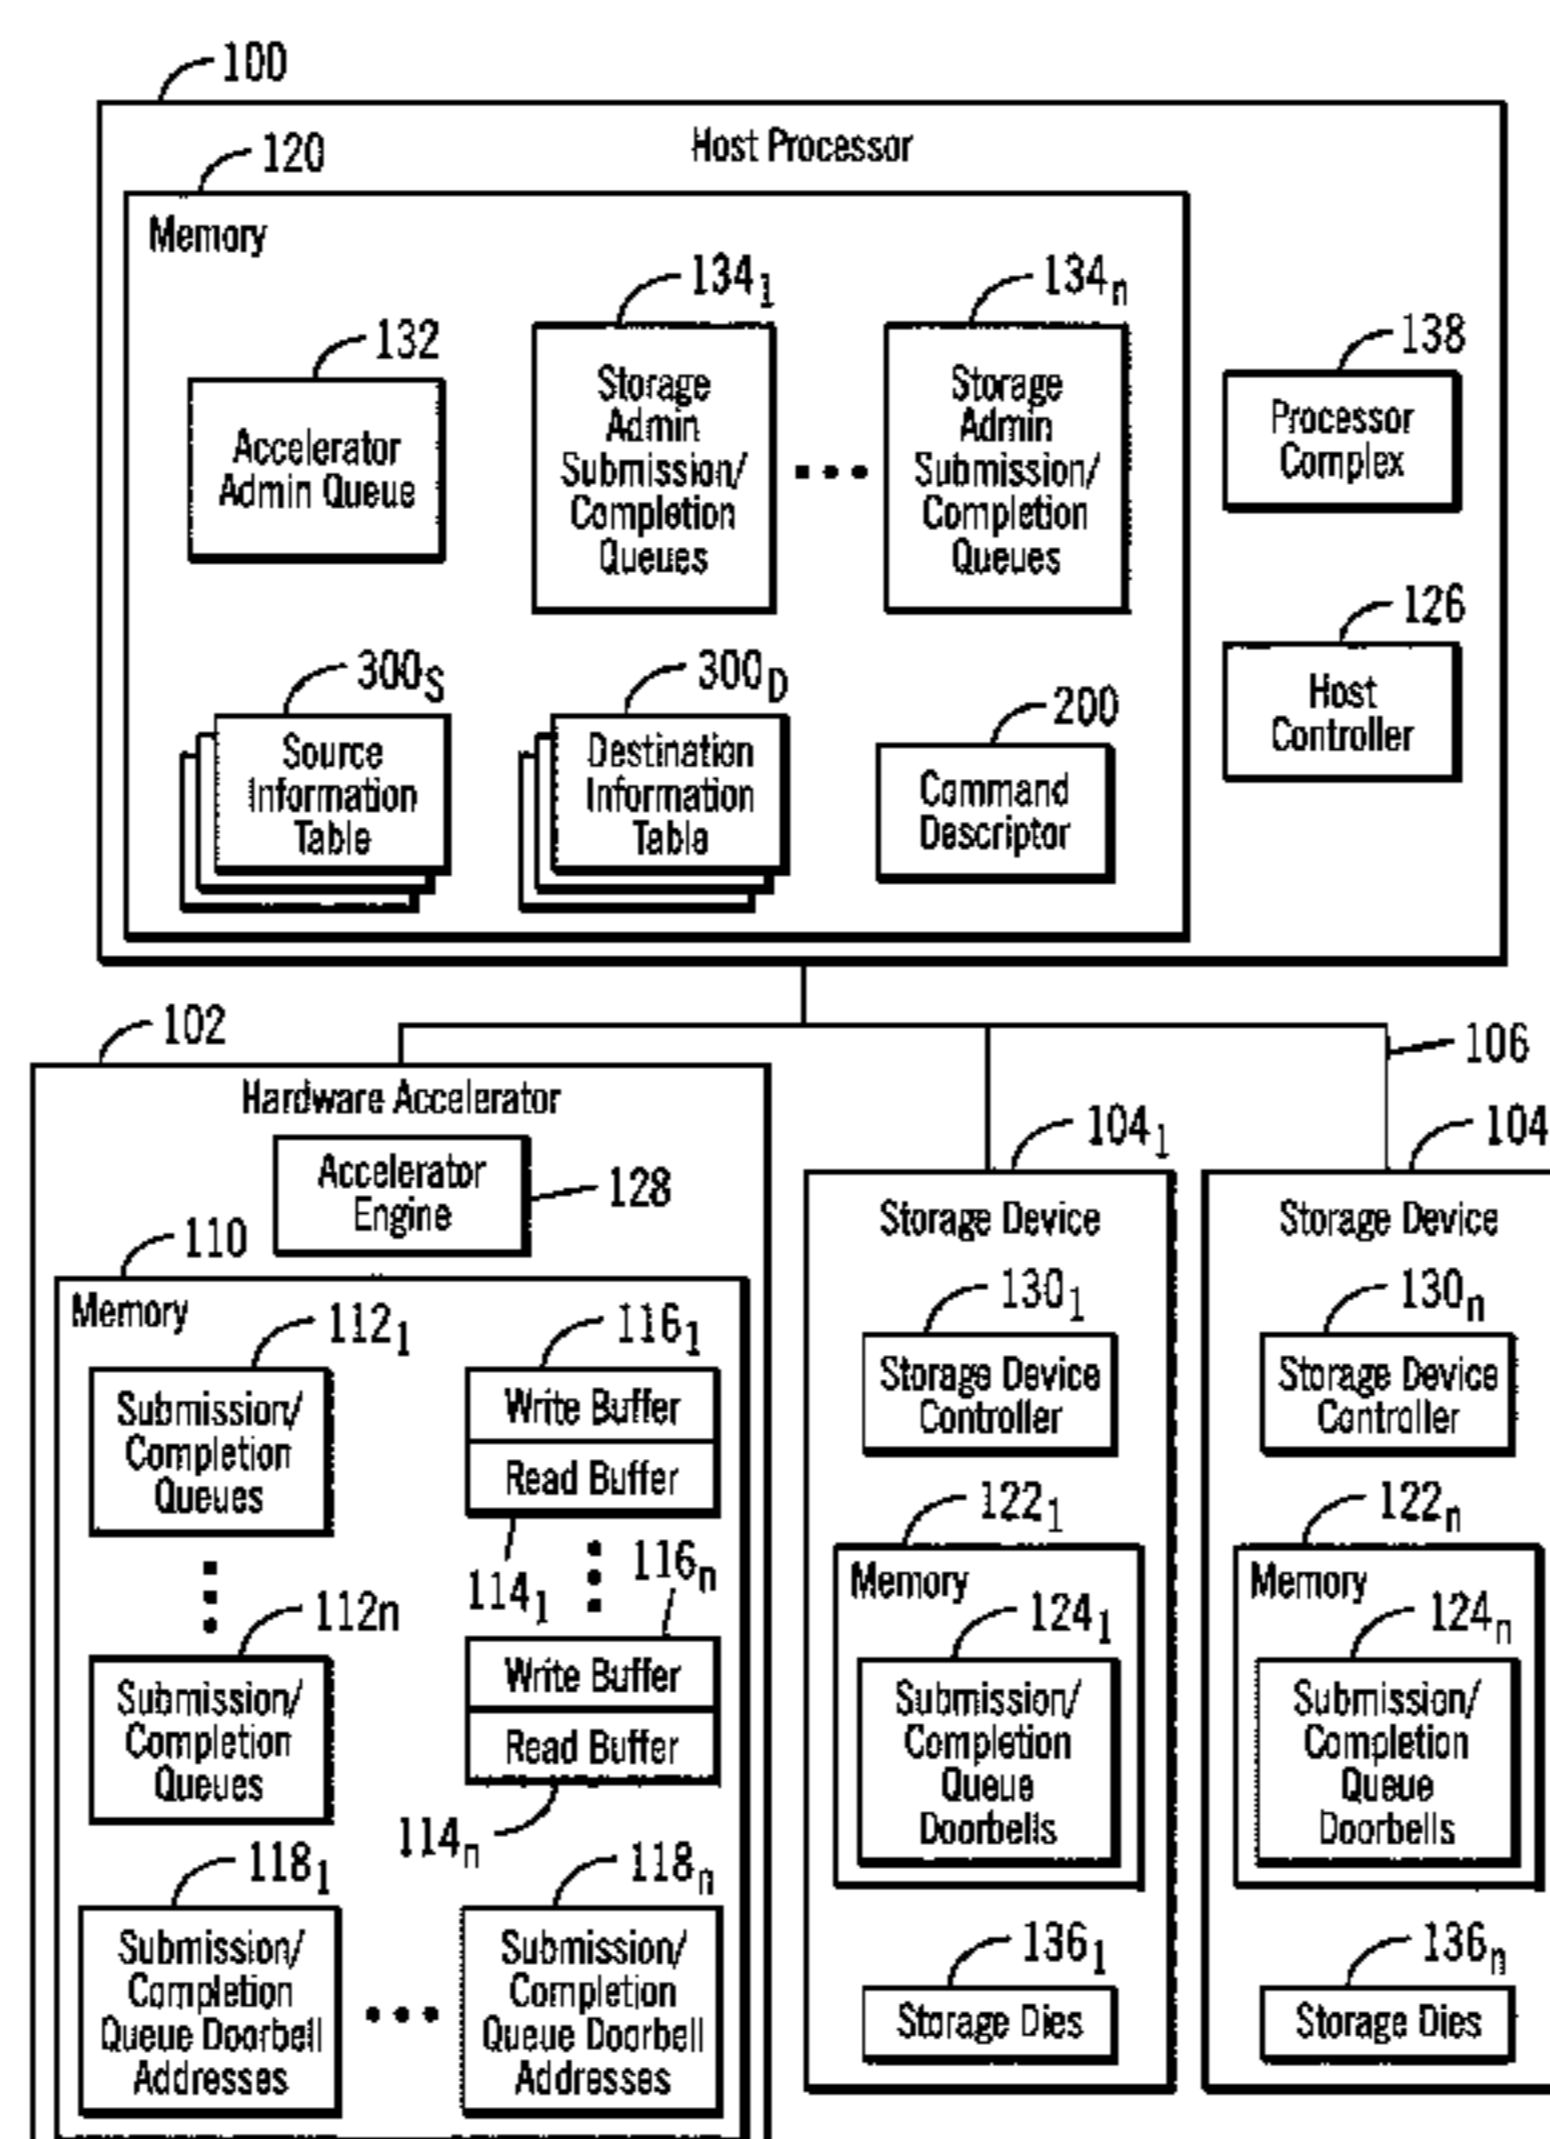 100
Host Processor
120
Memory
134₁
134ₙ
132
138
Accelerator
Admin Queue
Storage
Admin
Submission/
Completion
Queues
Storage
Admin
Submission/
Completion
Queues
Processor
Complex
126
Host
Controller
300S
300D
200
Source
Information
Table
Destination
Information
Table
Command
Descriptor
102
106
Hardware Accelerator
104₁
104
Accelerator
Engine
128
110
Memory
112₁
116₁
Submission/
Completion
Queues
Write Buffer
Read Buffer
114₁
116ₙ
112n
Submission/
Completion
Queues
Write Buffer
Read Buffer
114ₙ
118₁
118ₙ
Submission/
Completion
Queue Doorbell
Addresses
Submission/
Completion
Queue Doorbell
Addresses
Storage Device
130₁
Storage Device
Controller
122₁
Memory
124₁
Submission/
Completion
Queue
Doorbells
136₁
Storage Dies
Storage Device
130ₙ
Storage Device
Controller
122ₙ
Memory
124ₙ
Submission/
Completion
Queue
Doorbells
136ₙ
Storage Dies